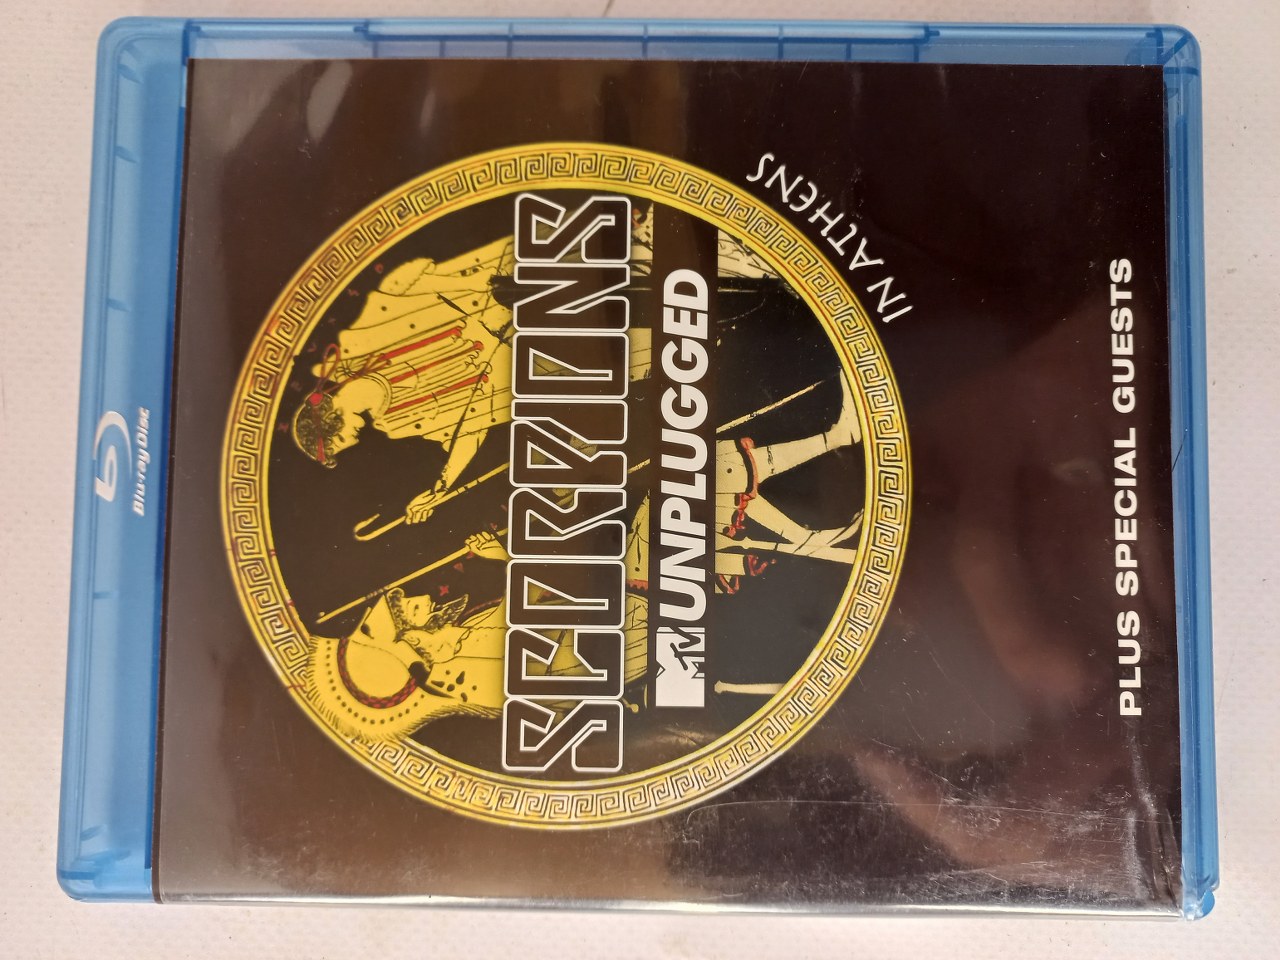 Blu-ray Disc
SCORPIONS
MTV UNPLUGGED
IN ATHENS
PLUS SPECIAL GUESTS